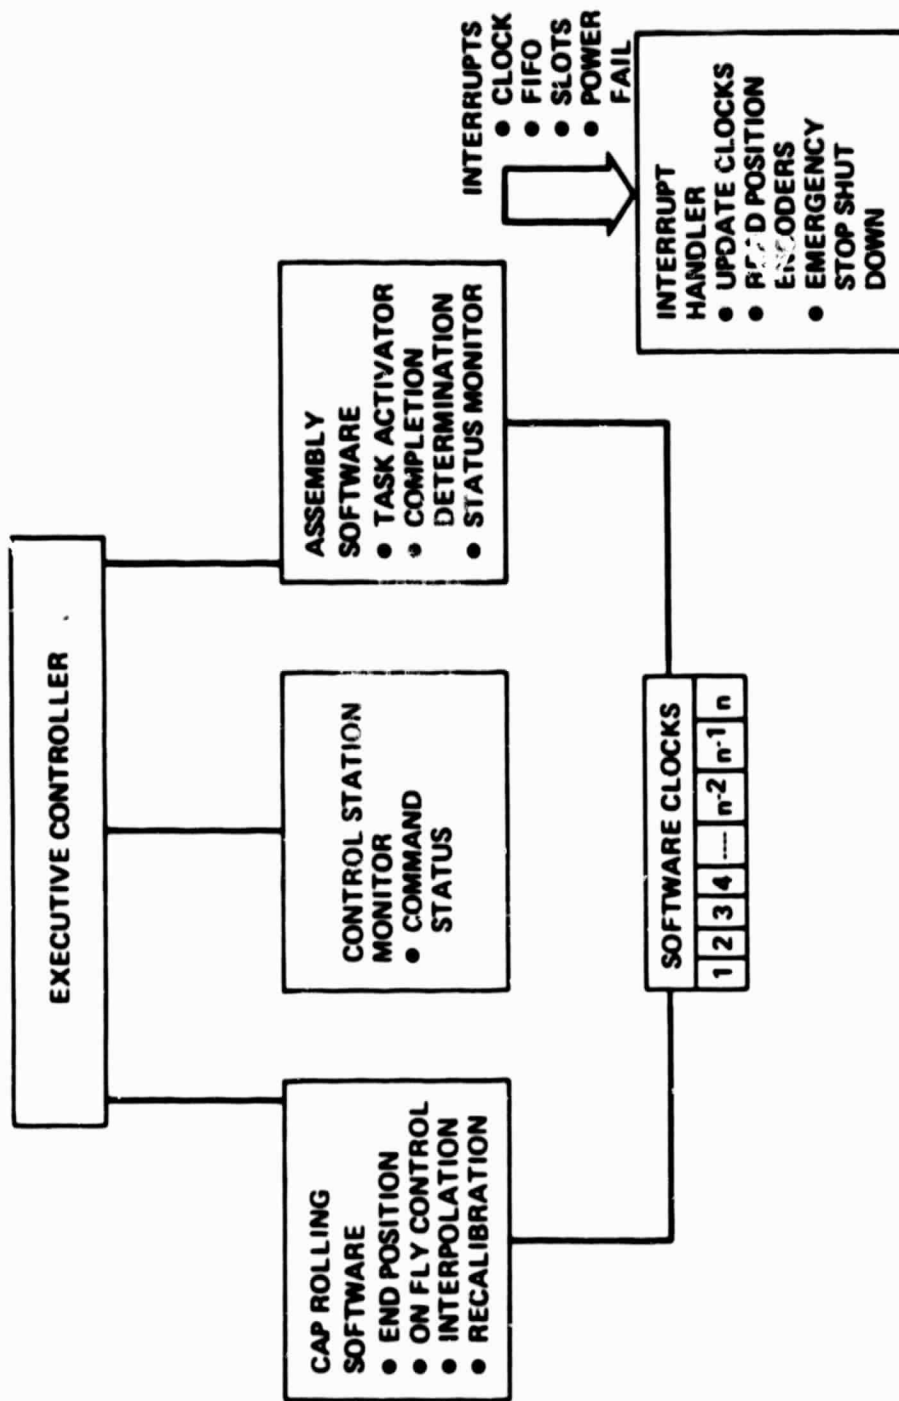 EXECUTIVE CONTROLLER
CAP ROLLING
SOFTWARE
● END POSITION
● ON FLY CONTROL
● INTERPOLATION
● RECALIBRATION
CONTROL STATION
MONITOR
● COMMAND
STATUS
ASSEMBLY
SOFTWARE
● TASK ACTIVATOR
● COMPLETION
DETERMINATION
● STATUS MONITOR
SOFTWARE CLOCKS
1 2 3 4 ---- n-2 n-1 n
INTERRUPTS
● CLOCK
● FIFO
● SLOTS
● POWER
FAIL
INTERRUPT
HANDLER
● UPDATE CLOCKS
● POSITION
● EMERGENCY
STOP SHUT
DOWN